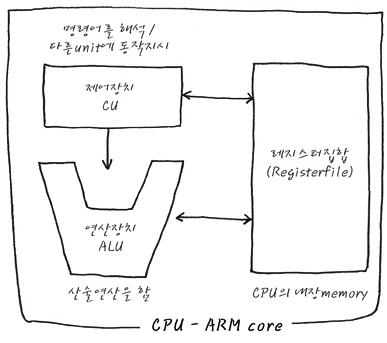 명령어를 해석/
다른unit에 동작지시
제어장치
CU
레지스터집합
(Registerfile)
연산장치
ALU
산술연산을 함
CPU의 내장memory
CPU - ARM core